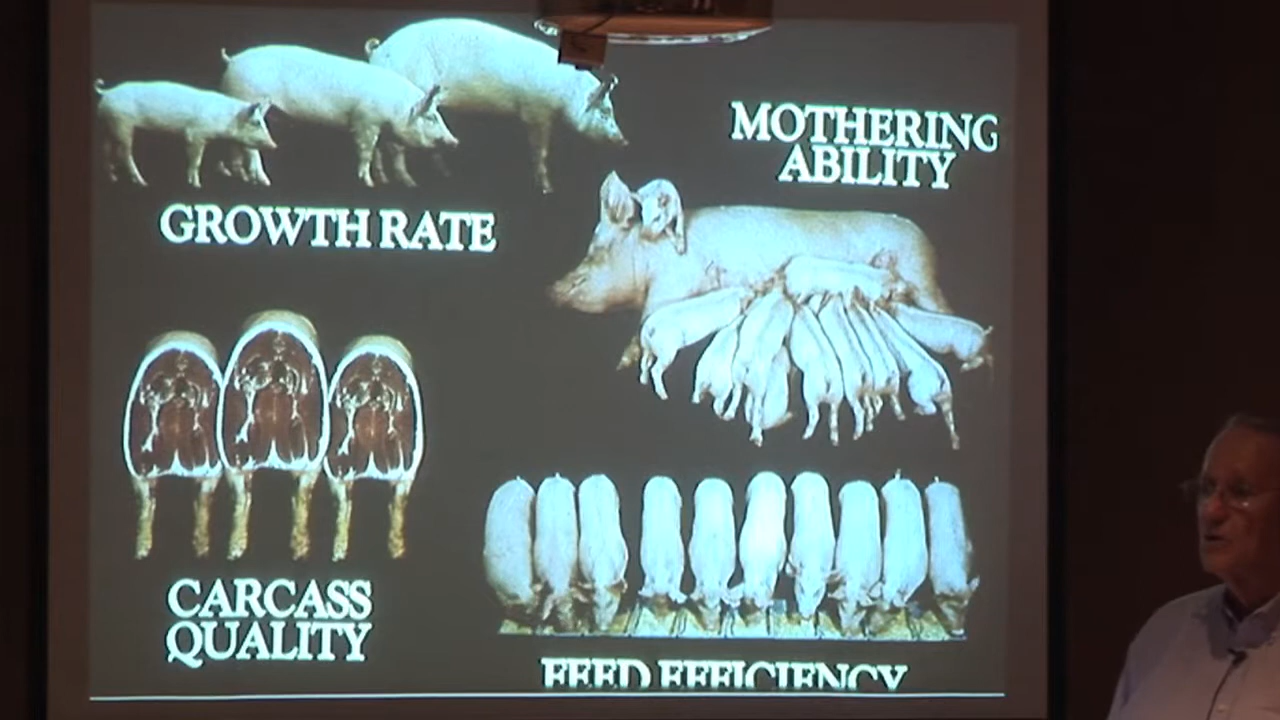 MOTHERING
ABILITY
GROWTH RATE
CARCASS
QUALITY
FEED EFFICIENCY